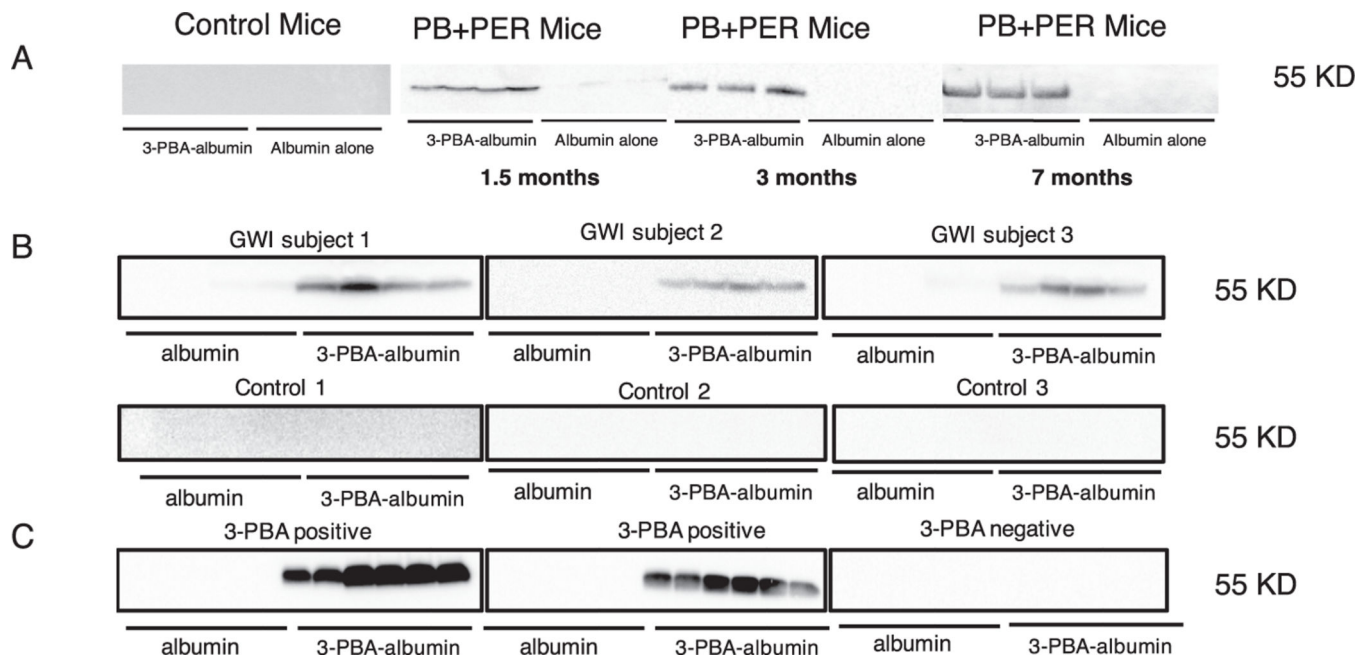 Control Mice PB+PER Mice PB+PER Mice PB+PER Mice
A
55 KD
3-PBA-albumin Albumin alone 3-PBA-albumin Albumin alone 3-PBA-albumin Albumin alone 3-PBA-albumin Albumin alone
1.5 months 3 months 7 months
B
GWI subject 1 GWI subject 2 GWI subject 3
55 KD
albumin 3-PBA-albumin albumin 3-PBA-albumin albumin 3-PBA-albumin
Control 1 Control 2 Control 3
55 KD
albumin 3-PBA-albumin albumin 3-PBA-albumin albumin 3-PBA-albumin
C
3-PBA positive 3-PBA positive 3-PBA negative
55 KD
albumin 3-PBA-albumin albumin 3-PBA-albumin albumin 3-PBA-albumin